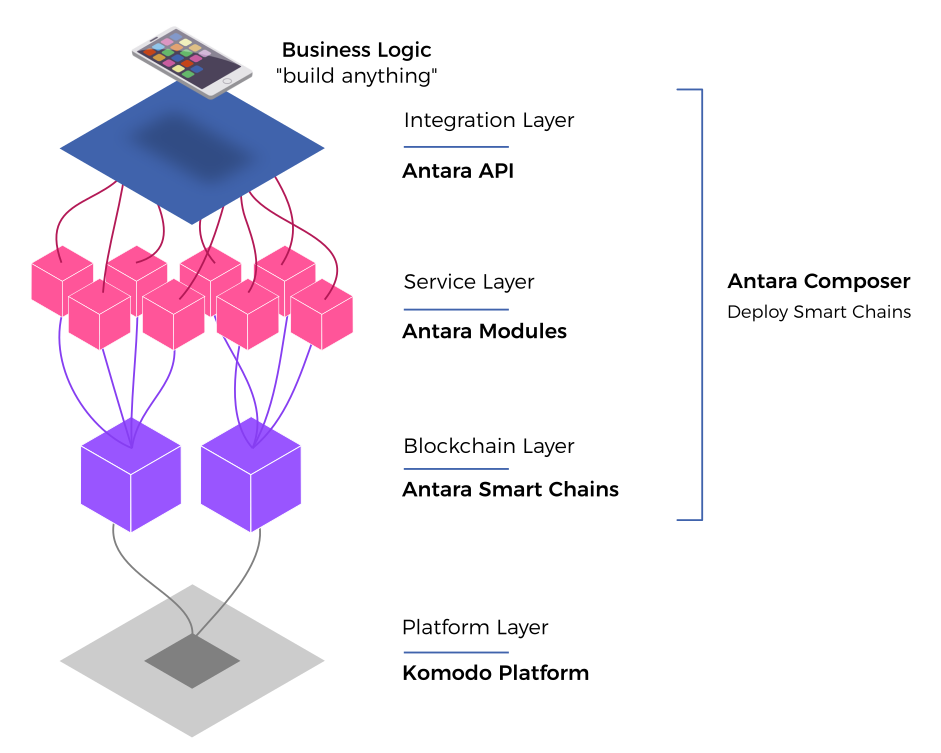 Business Logic
"build anything"
Integration Layer
Antara API
Service Layer
Antara Modules
Antara Composer
Deploy Smart Chains
Blockchain Layer
Antara Smart Chains
Platform Layer
Komodo Platform